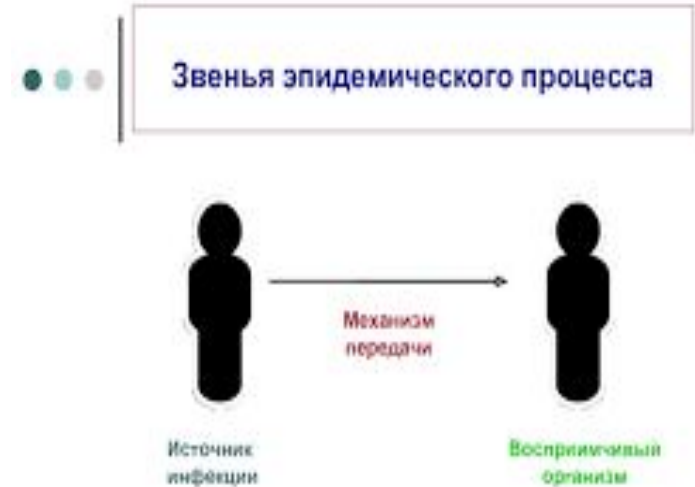 Звенья эпидемического процесса
Механизм
передачи
Источник
инфекции
Восприимчивый
организм